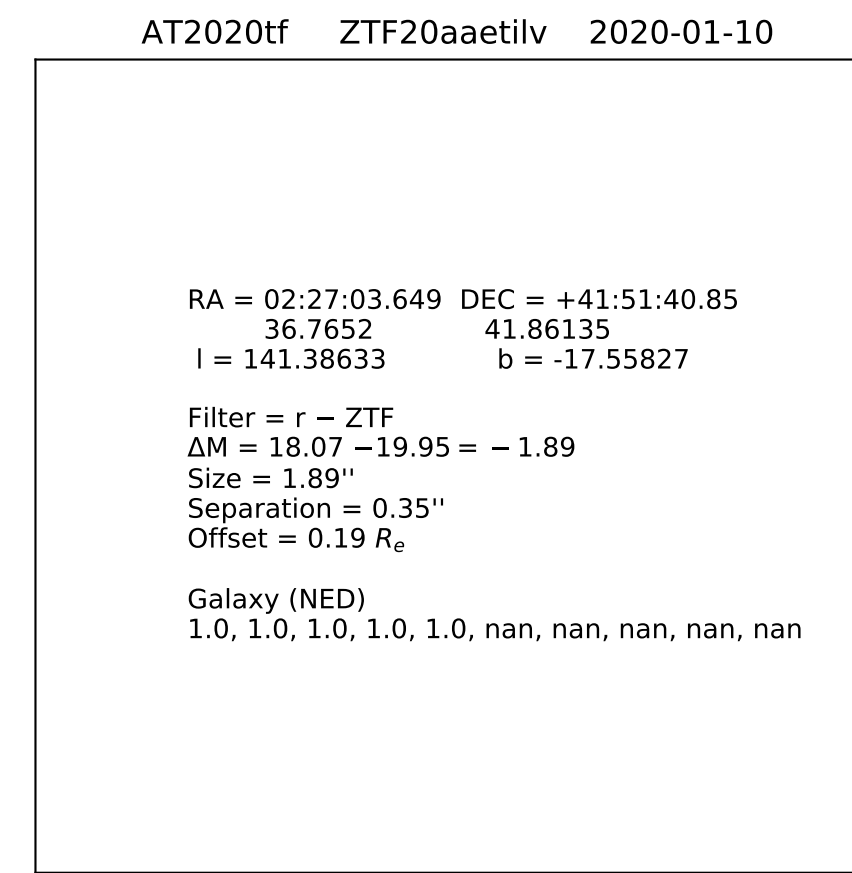 AT2020tf ZTF20aaetilv 2020-01-10
RA = 02:27:03.649 DEC = +41:51:40.85
36.7652 41.86135
l = 141.38633 b = -17.55827
Filter = r − ZTF
ΔM = 18.07 −19.95 = − 1.89
Size = 1.89''
Separation = 0.35''
Offset = 0.19 Re
Galaxy (NED)
1.0, 1.0, 1.0, 1.0, 1.0, nan, nan, nan, nan, nan